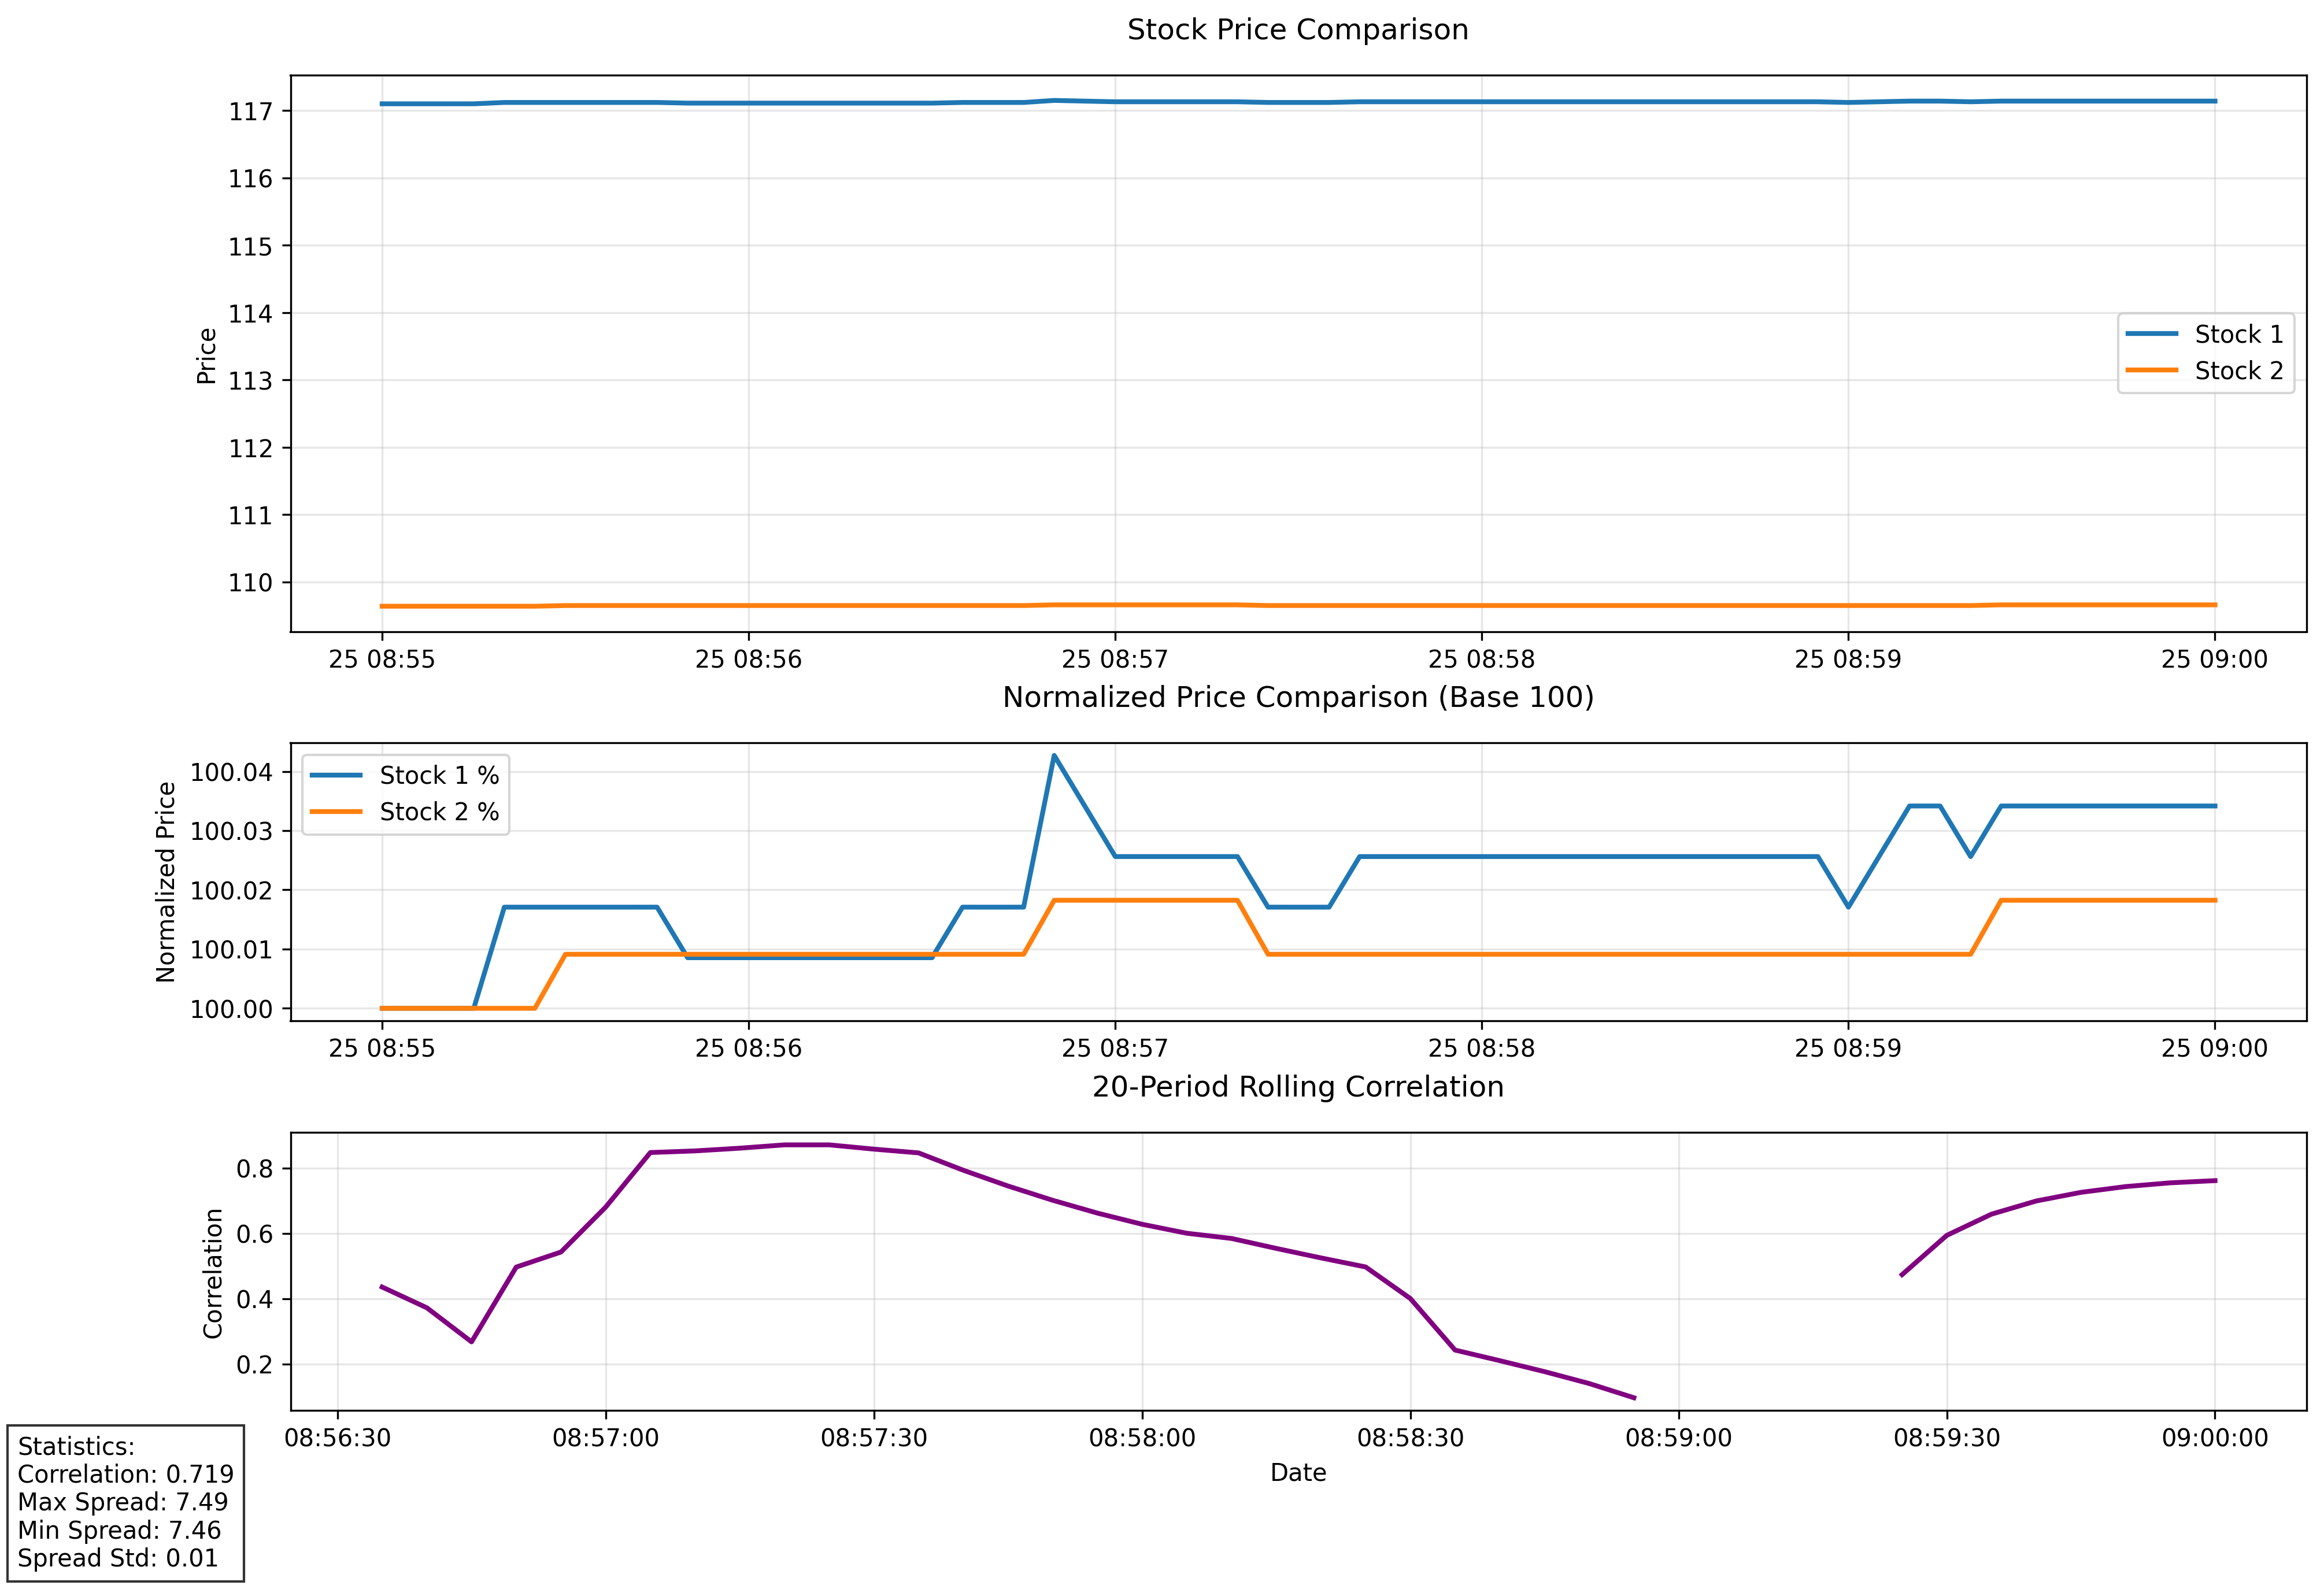 Stock Price Comparison
Price
117
116
115
114
113
112
111
110
Stock 1
Stock 2
25 08:55 25 08:56 25 08:57 25 08:58 25 08:59 25 09:00
Normalized Price Comparison (Base 100)
Normalized Price
100.04
100.03
100.02
100.01
100.00
Stock 1 %
Stock 2 %
25 08:55 25 08:56 25 08:57 25 08:58 25 08:59 25 09:00
20-Period Rolling Correlation
Correlation
0.8
0.6
0.4
0.2
08:56:30 08:57:00 08:57:30 08:58:00 08:58:30 08:59:00 08:59:30 09:00:00
Date
Statistics:
Correlation: 0.719
Max Spread: 7.49
Min Spread: 7.46
Spread Std: 0.01